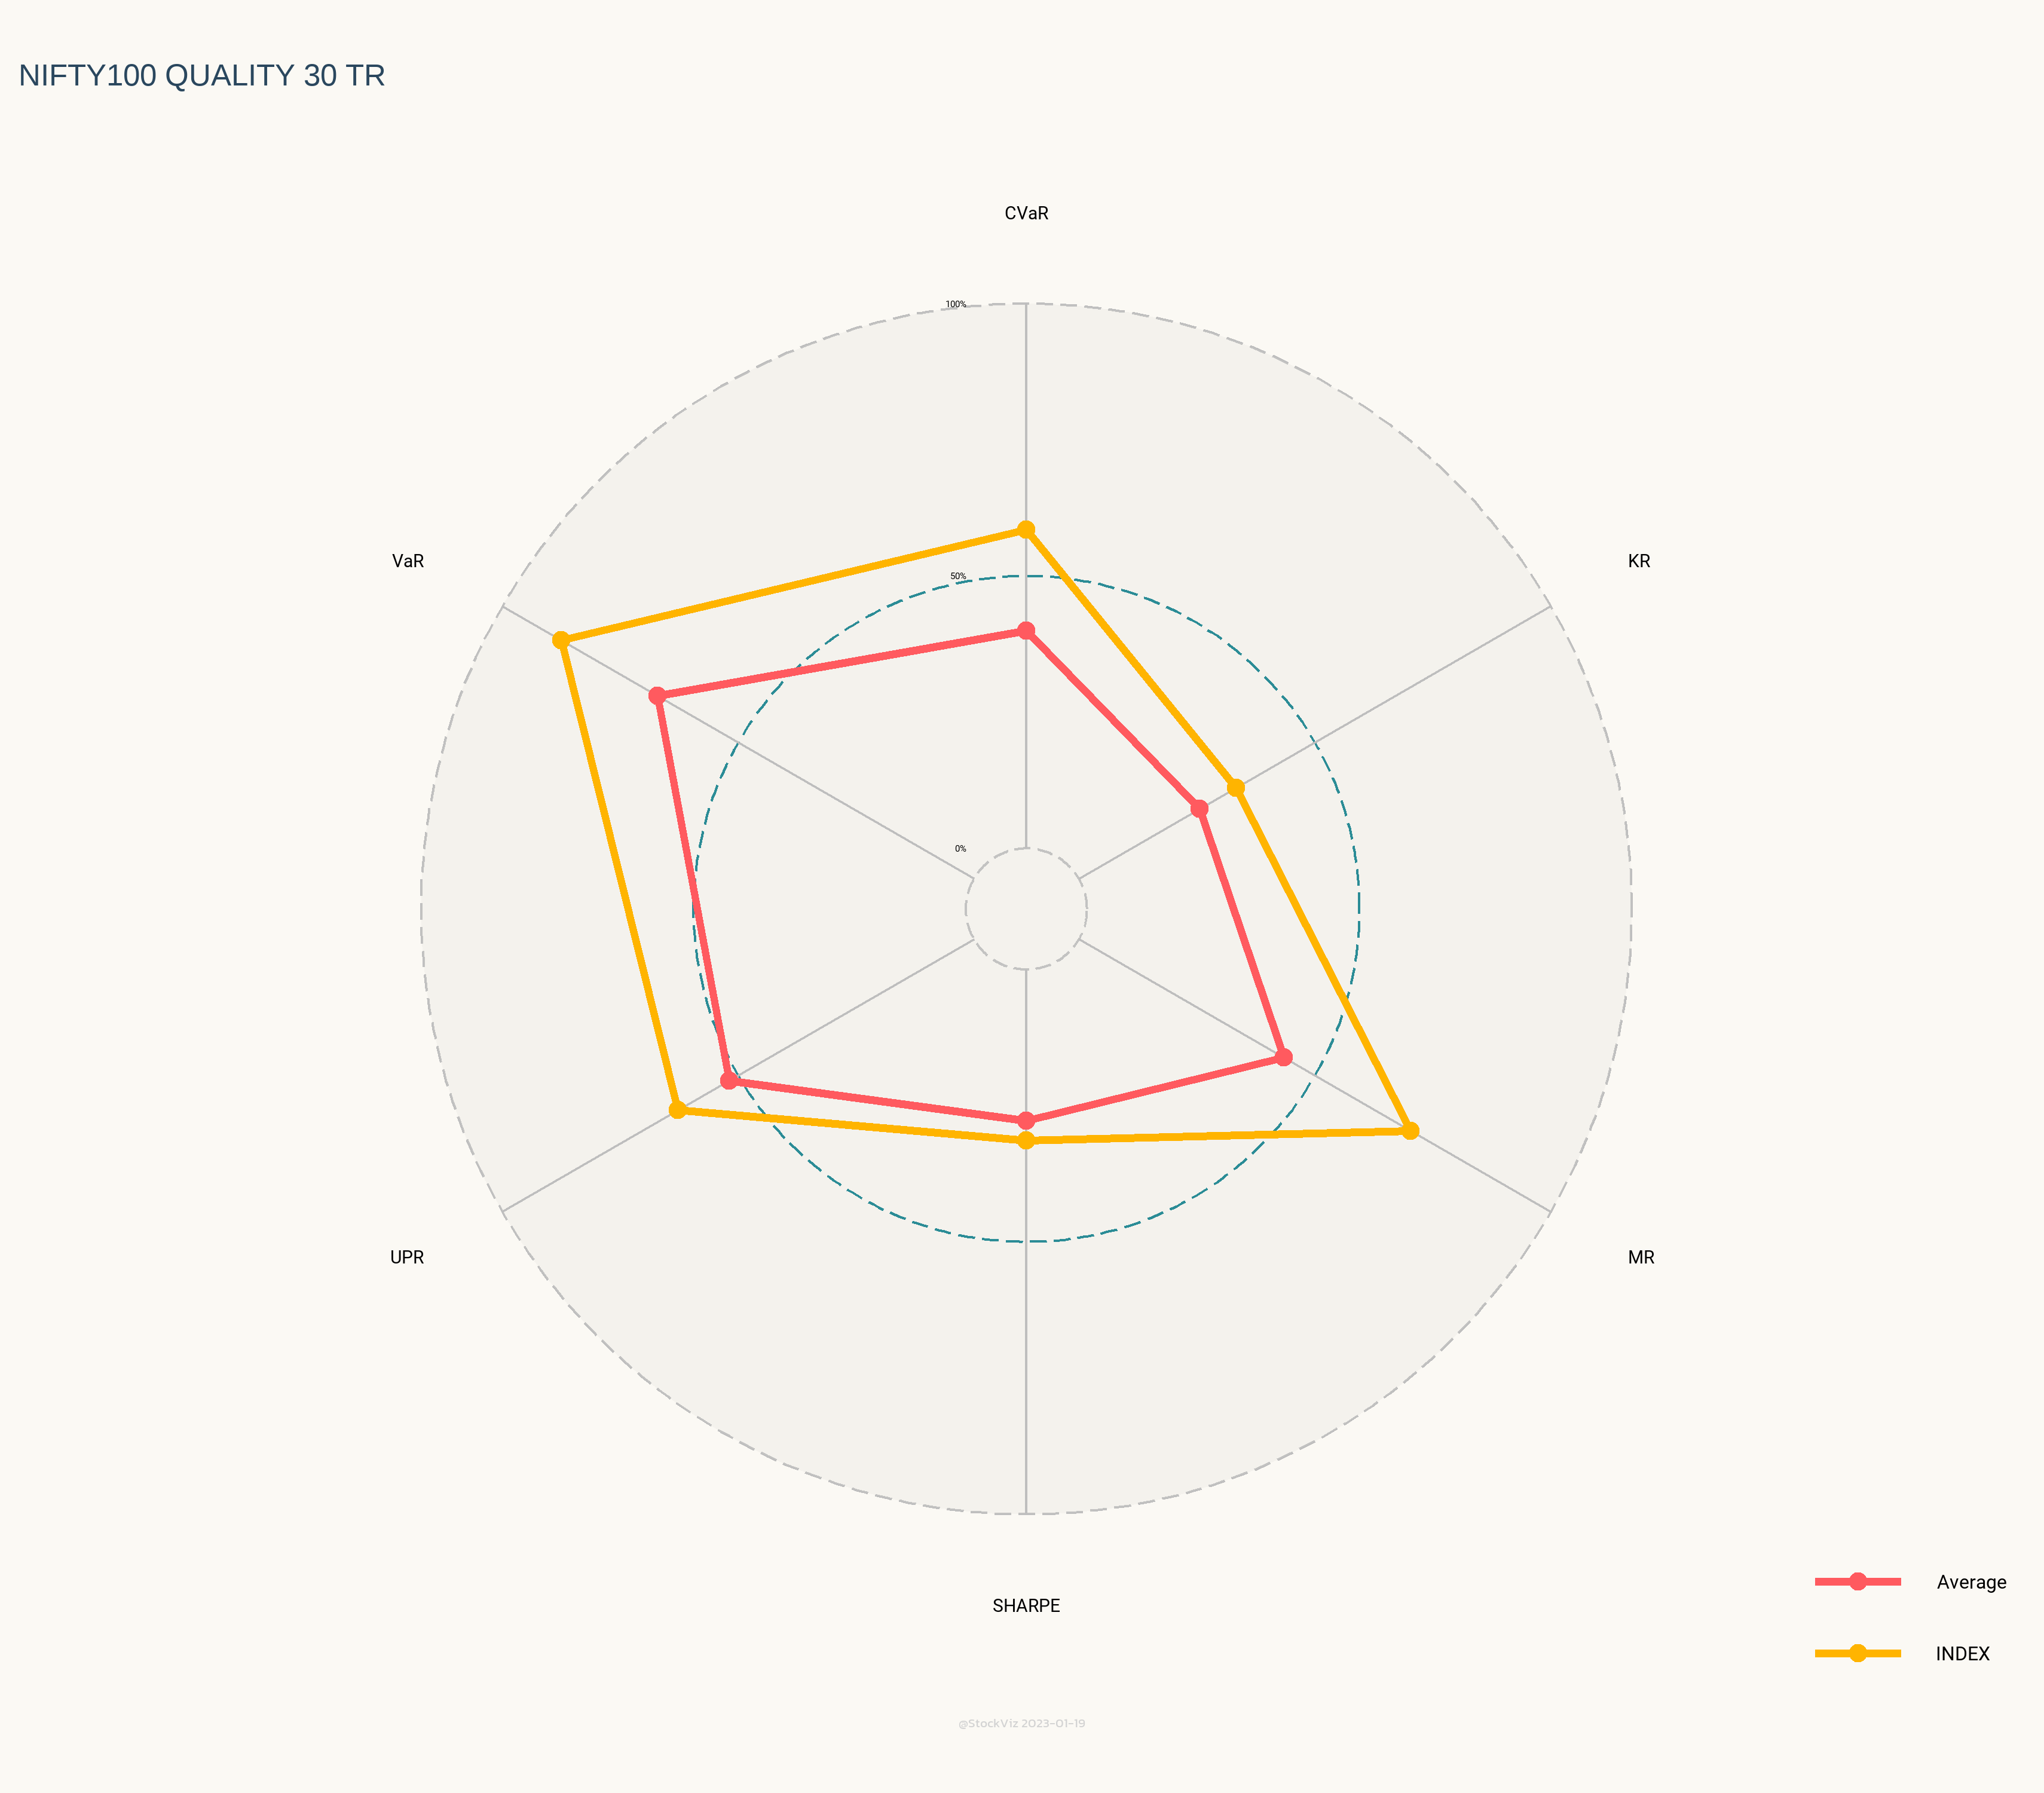 NIFTY100 QUALITY 30 TR
CVaR
100%
VaR
KR
50%
0%
UPR
MR
SHARPE
Average
INDEX
@StockViz 2023-01-19